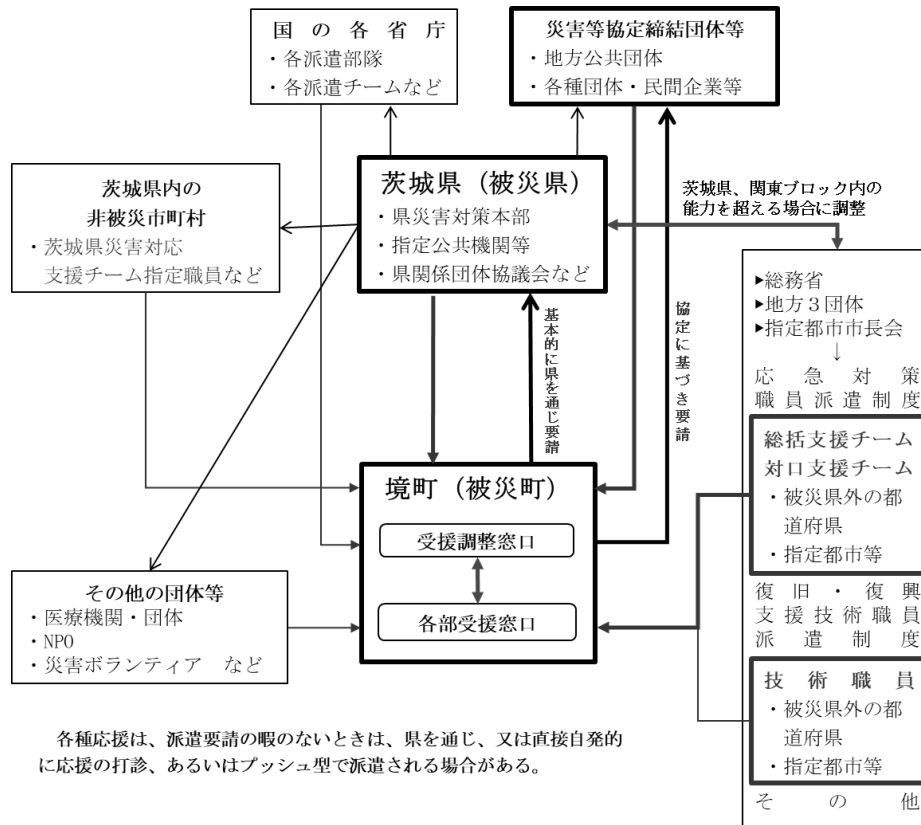 国の各省庁
・各派遣部隊
・各派遣チームなど
災害等協定締結団体等
・地方公共団体
・各種団体・民間企業等
茨城県内の
非被災市町村
・茨城県災害対応
支援チーム指定職員など
茨城県（被災県）
・県災害対策本部
・指定公共機関等
・県関係団体協議会など
茨城県、関東ブロック内の
能力を超える場合に調整
基本的に県を通じ要請
協定に基づき要請
▶総務省
▶地方３団体
▶指定都市市長会
↓
応急対策
職員派遣制度
総括支援チーム
対口支援チーム
・被災県外の都
道府県
・指定都市等
復旧・復興
支援技術職員
派遣制度
技術職員
・被災県外の都
道府県
・指定都市等
その他
境町（被災町）
受援調整窓口
各部受援窓口
その他の団体等
・医療機関・団体
・NPO
・災害ボランティア　など
各種応援は、派遣要請の暇のないときは、県を通じ、又は直接自発的
に応援の打診、あるいはプッシュ型で派遣される場合がある。